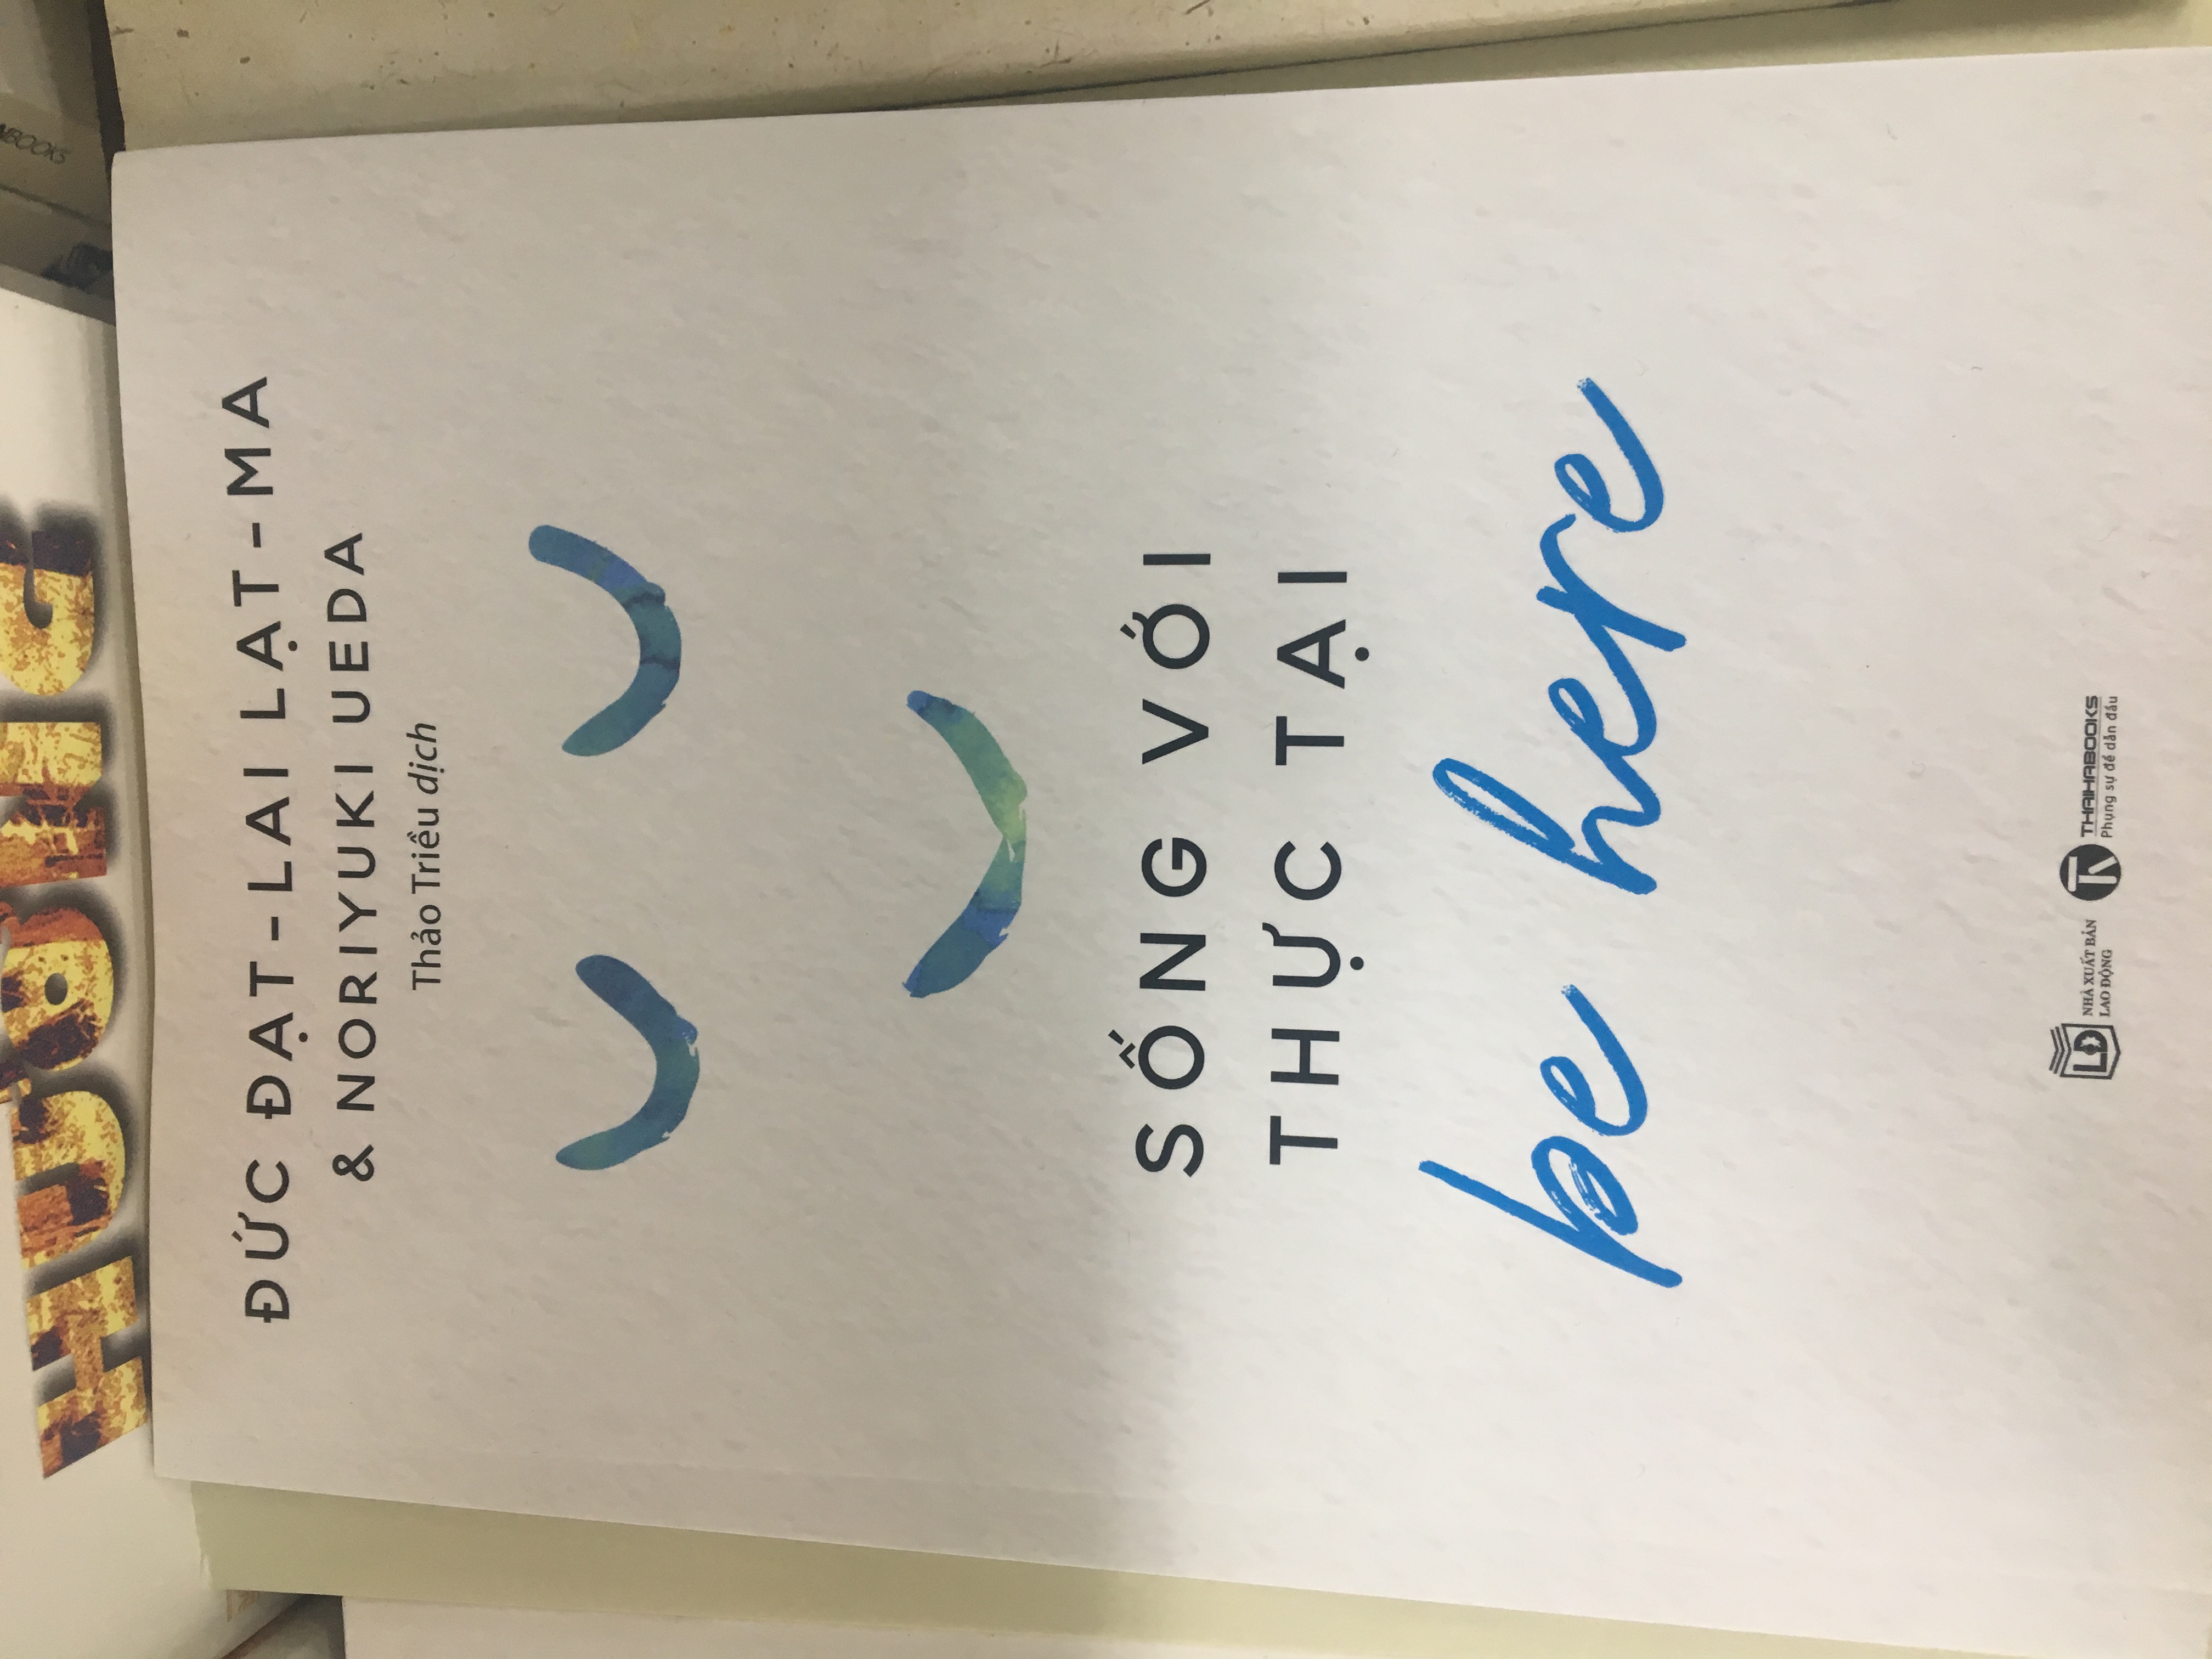 HƯƠNG
ĐỨC ĐẠT-LAI LẠT-MA
& NORIYUKI UEDA
Thảo Triều dịch
SỐNG VỚI
THỰC TẠI
be here
LĐ
NHÀ XUẤT BẢN
LAO ĐỘNG
THAIHABOOKS
Phụng sự để dẫn đầu